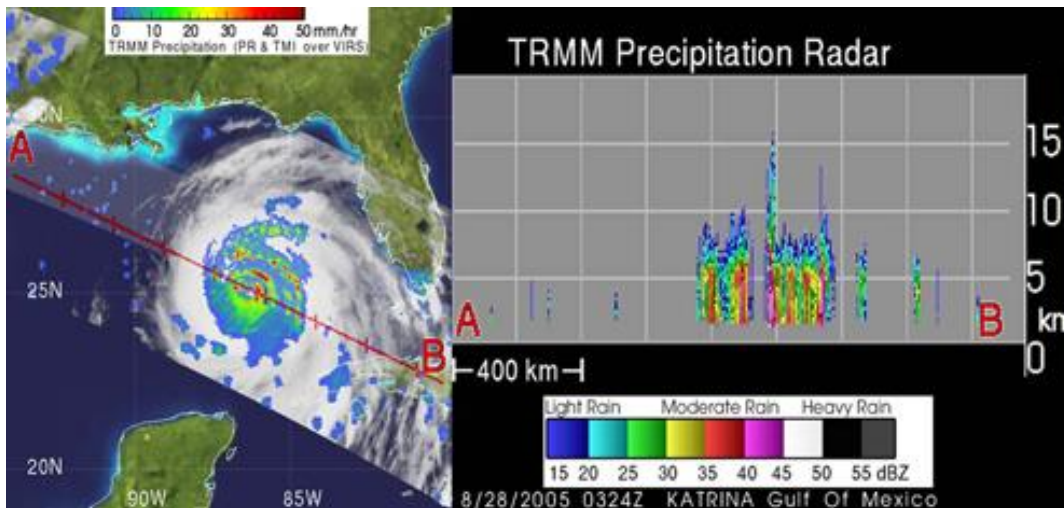 0 10 20 30 40 50 mm/hr
TRMM Precipitation (PR & TMI over VIRS)
30N
A
25N
B
20N
90W 85W
TRMM Precipitation Radar
15
10
5
km
0
A B
400 km
Light Rain Moderate Rain Heavy Rain
15 20 25 30 35 40 45 50 55 dBZ
8/28/2005 0324Z KATRINA Gulf Of Mexico